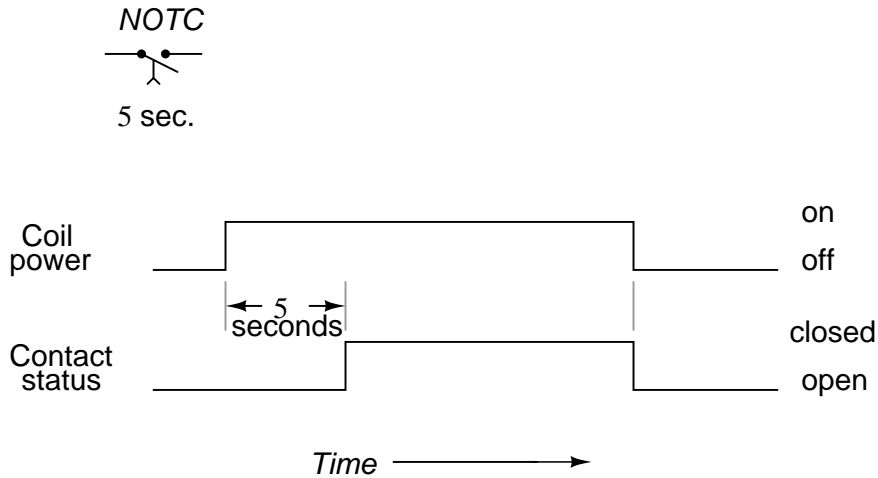 NOTC
5 sec.
on
Coil
power
off
5
seconds
closed
Contact
status
open
Time